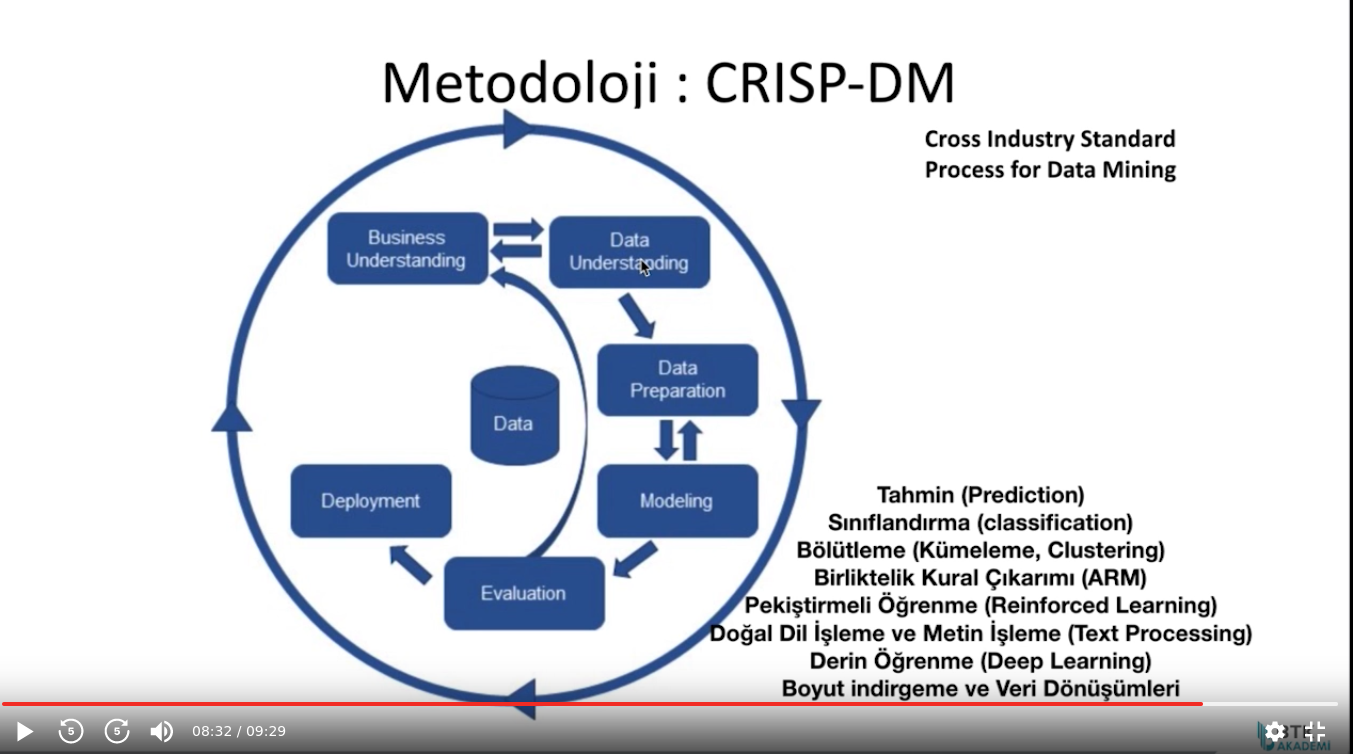 Metodoloji : CRISP-DM
Cross Industry Standard
Process for Data Mining
Business
Understanding
Data
Understanding
Data
Preparation
Data
Deployment
Modeling
Evaluation
Tahmin (Prediction)
Sınıflandırma (classification)
Bölütleme (Kümeleme, Clustering)
Birliktelik Kural Çıkarımı (ARM)
Pekiştirmeli Öğrenme (Reinforced Learning)
Doğal Dil İşleme ve Metin İşleme (Text Processing)
Derin Öğrenme (Deep Learning)
Boyut indirgeme ve Veri Dönüşümleri
5
5
08:32 / 09:29
BTK
AKADEMİ